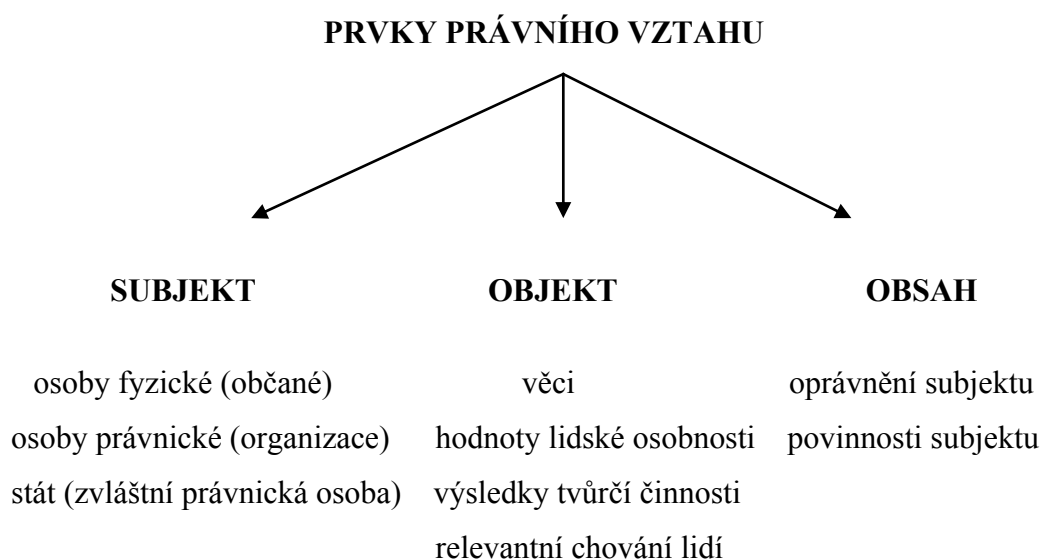 PRVKY PRÁVNÍHO VZTAHU
SUBJEKT OBJEKT OBSAH
osoby fyzické (občané) věci oprávnění subjektu
osoby právnické (organizace) hodnoty lidské osobnosti povinnosti subjektu
stát (zvláštní právnická osoba) výsledky tvůrčí činnosti
relevantní chování lidí